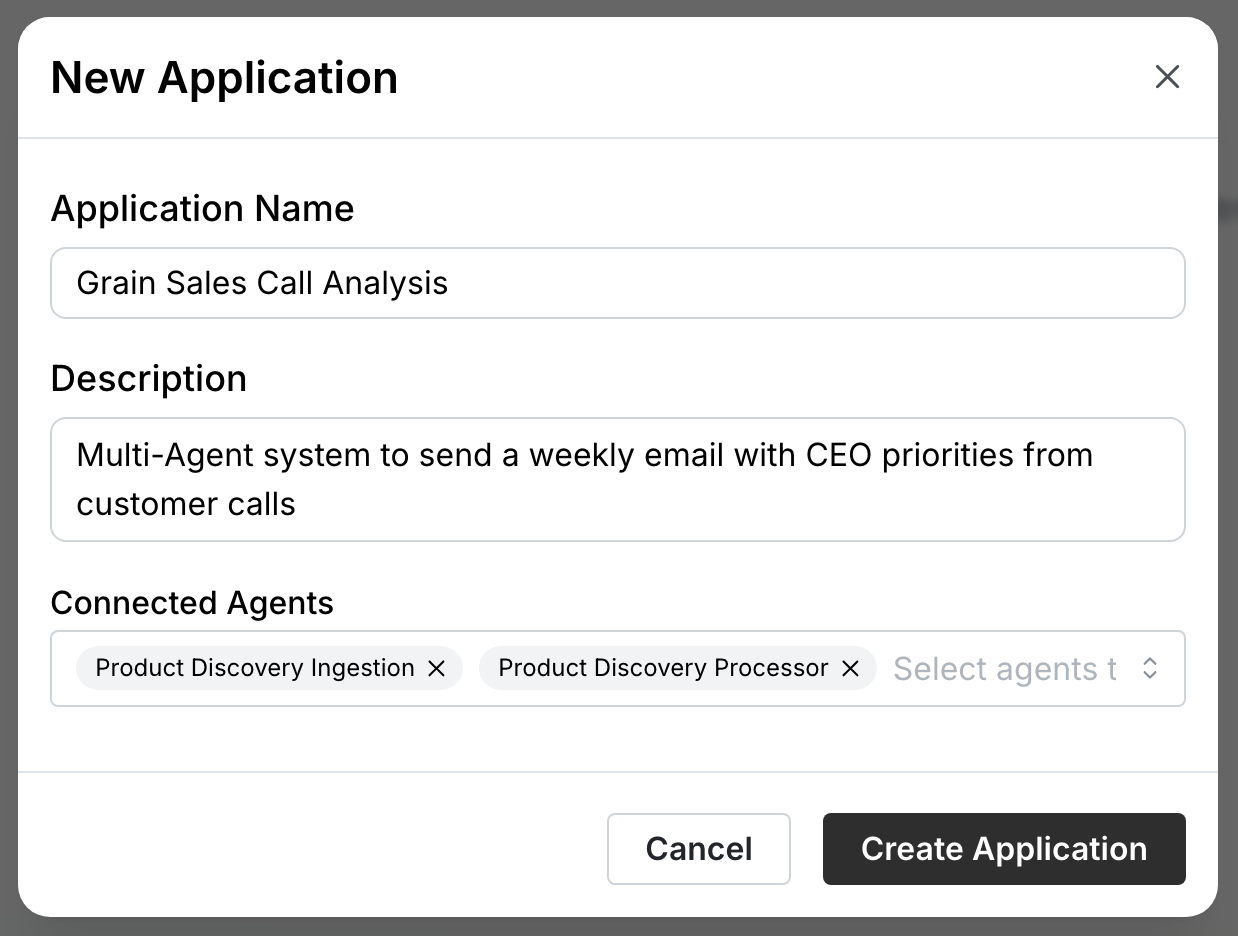 New Application
Application Name
Grain Sales Call Analysis
Description
Multi-Agent system to send a weekly email with CEO priorities from
customer calls
Connected Agents
Product Discovery Ingestion Product Discovery Processor Select agents t
Cancel Create Application